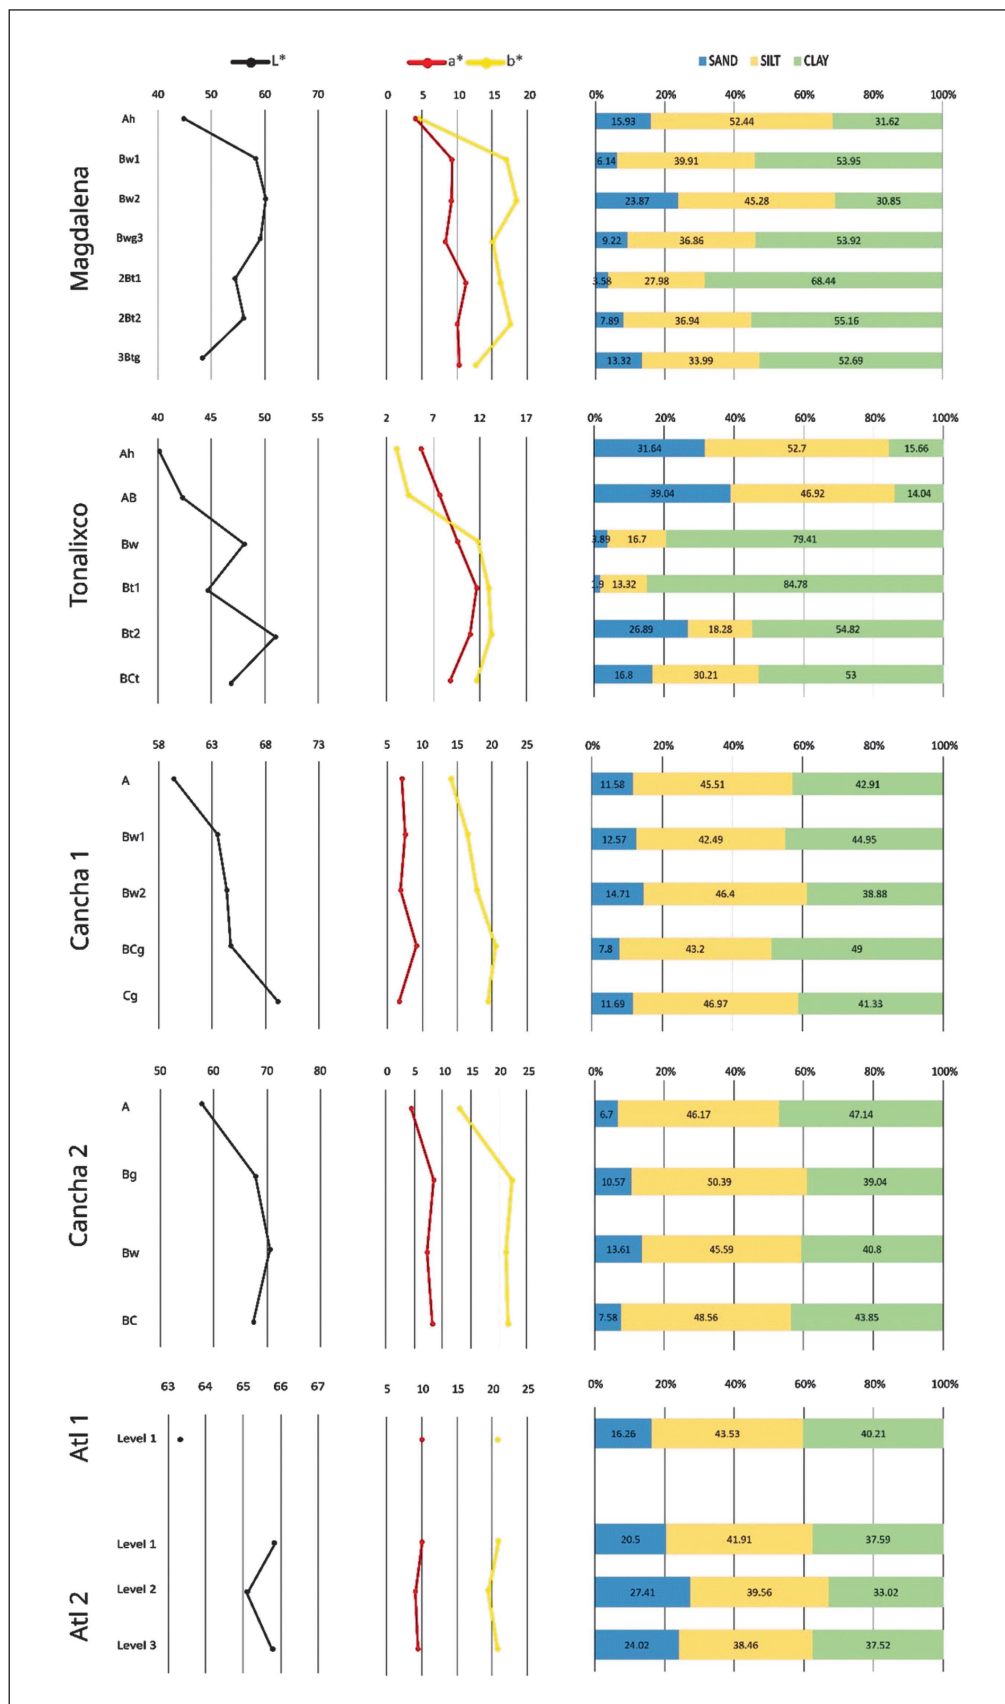 L* a* b* SAND SILT CLAY
40 50 60 70 0 5 10 15 20 0% 20% 40% 60% 80% 100%
Magdalena
Ah 15.93 52.44 31.62
Bw1 6.14 39.91 53.95
Bw2 23.87 45.28 30.85
Bwg3 9.22 36.86 53.92
2Bt1 3.58 27.98 68.44
2Bt2 7.89 36.94 55.16
3Btg 13.32 33.99 52.69
40 45 50 55 2 7 12 17 0% 20% 40% 60% 80% 100%
Tonalixco
Ah 31.64 52.7 15.66
AB 39.04 46.92 14.04
Bw 3.89 16.7 79.41
Bt1 1.9 13.32 84.78
Bt2 26.89 18.28 54.82
BCt 16.8 30.21 53
58 63 68 73 5 10 15 20 25 0% 20% 40% 60% 80% 100%
Cancha 1
A 11.58 45.51 42.91
Bw1 12.57 42.49 44.95
Bw2 14.71 46.4 38.88
BCg 7.8 43.2 49
Cg 11.69 46.97 41.33
50 60 70 80 0 5 10 15 20 25 0% 20% 40% 60% 80% 100%
Cancha 2
A 6.7 46.17 47.14
Bg 10.57 50.39 39.04
Bw 13.61 45.59 40.8
BC 7.58 48.56 43.85
63 64 65 66 67 5 10 15 20 25 0% 20% 40% 60% 80% 100%
Atl 1
Level 1 16.26 43.53 40.21
Atl 2
Level 1 20.5 41.91 37.59
Level 2 27.41 39.56 33.02
Level 3 24.02 38.46 37.52